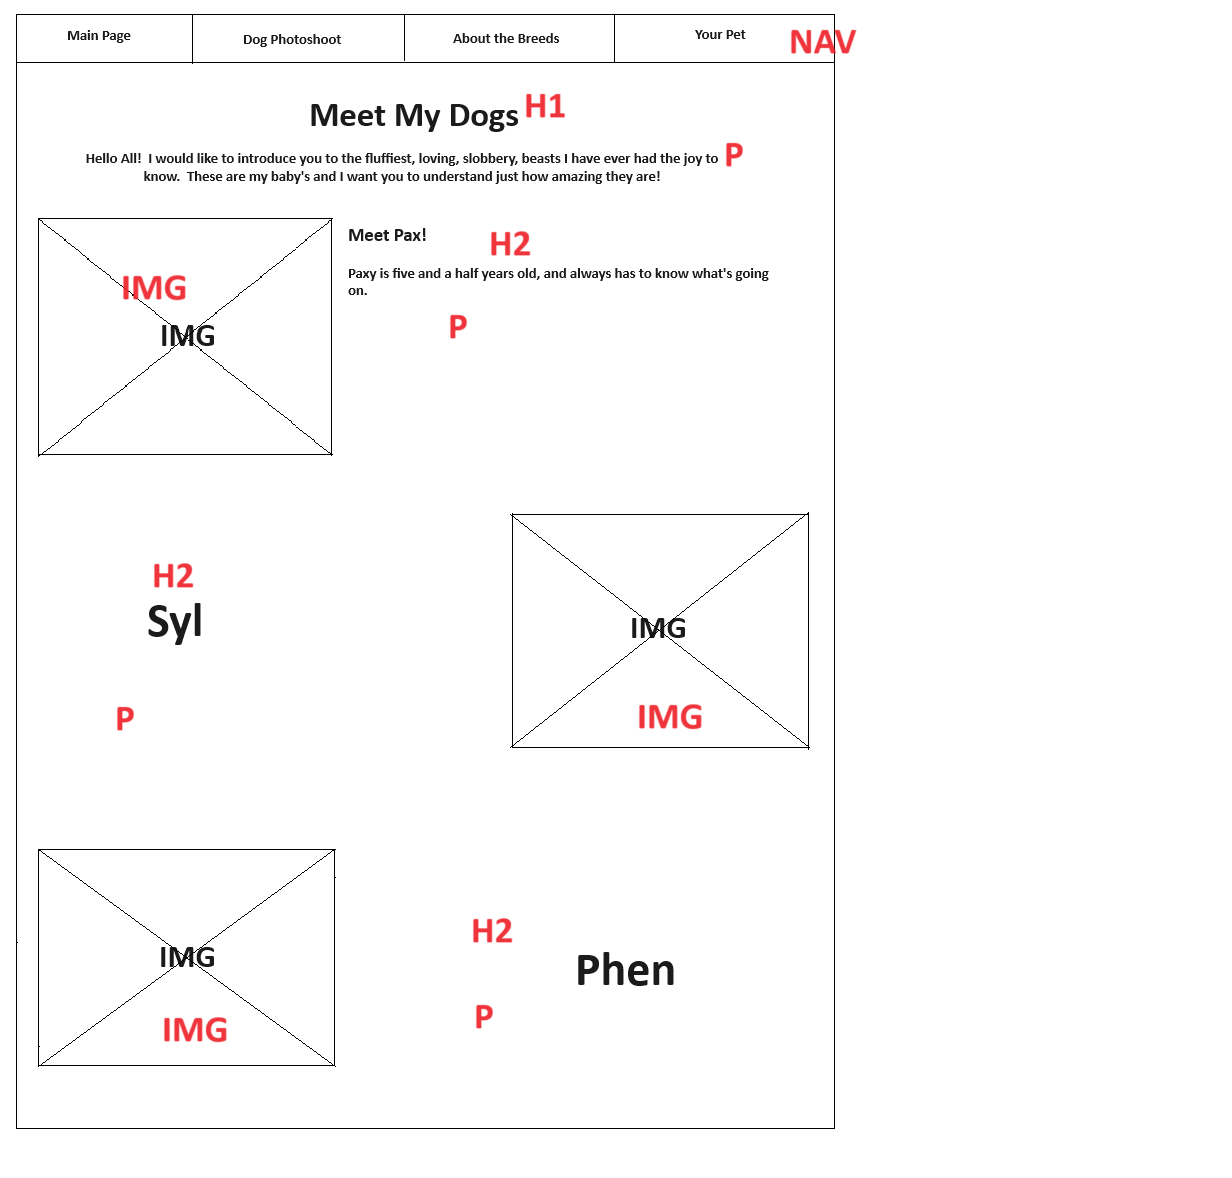 Main Page
Dog Photoshoot
About the Breeds
Your Pet
NAV
Meet My Dogs
H1
Hello All!  I would like to introduce you to the fluffiest, loving, slobbery, beasts I have ever had the joy to
know.  These are my baby's and I want you to understand just how amazing they are!
P
IMG
IMG
Meet Pax!
H2
Paxy is five and a half years old, and always has to know what's going
on.
P
H2
Syl
P
IMG
IMG
IMG
IMG
H2
Phen
P